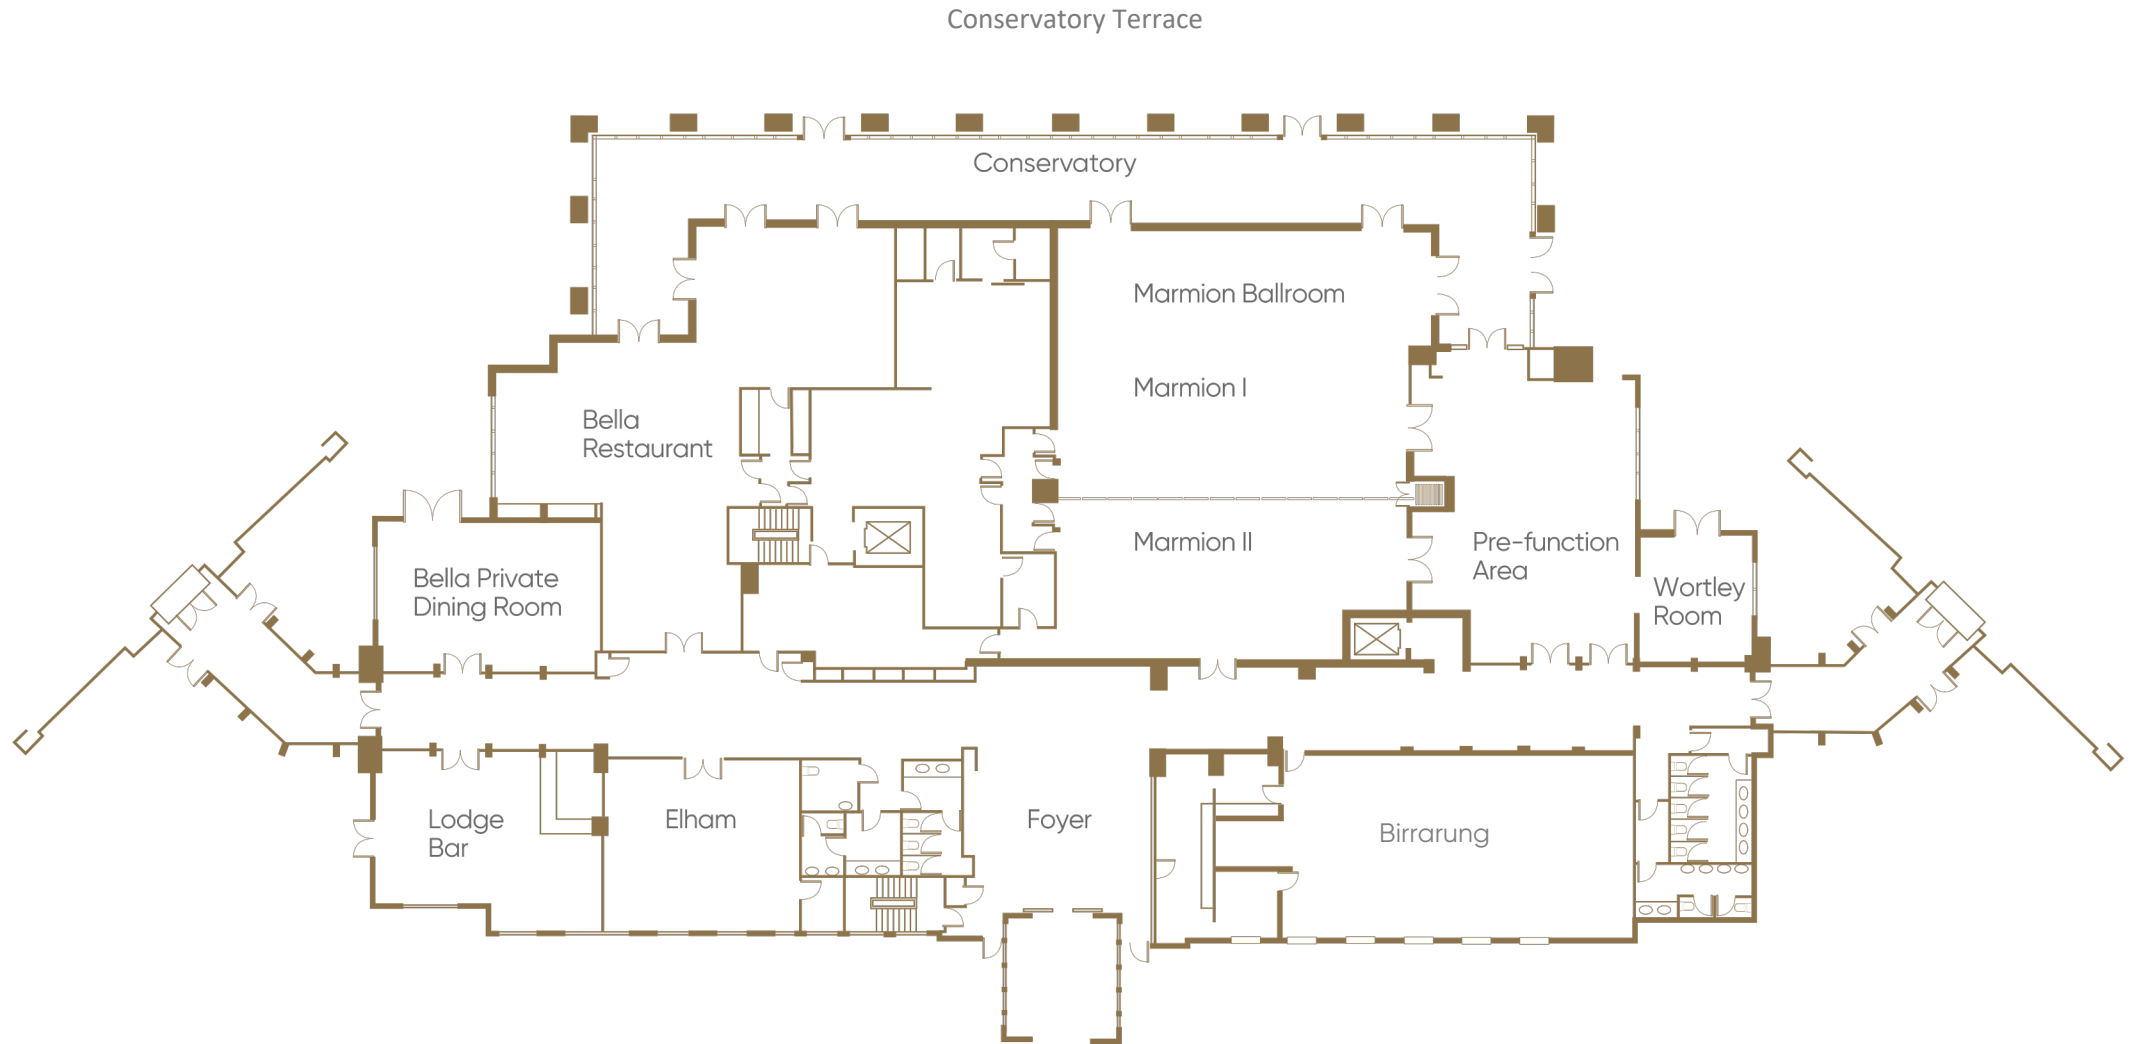 Conservatory Terrace
Conservatory
Marmion Ballroom
Marmion I
Bella
Restaurant
Marmion II
Pre-function
Area
Bella Private
Dining Room
Wortley
Room
Lodge
Bar
Elham
Foyer
Birrarung